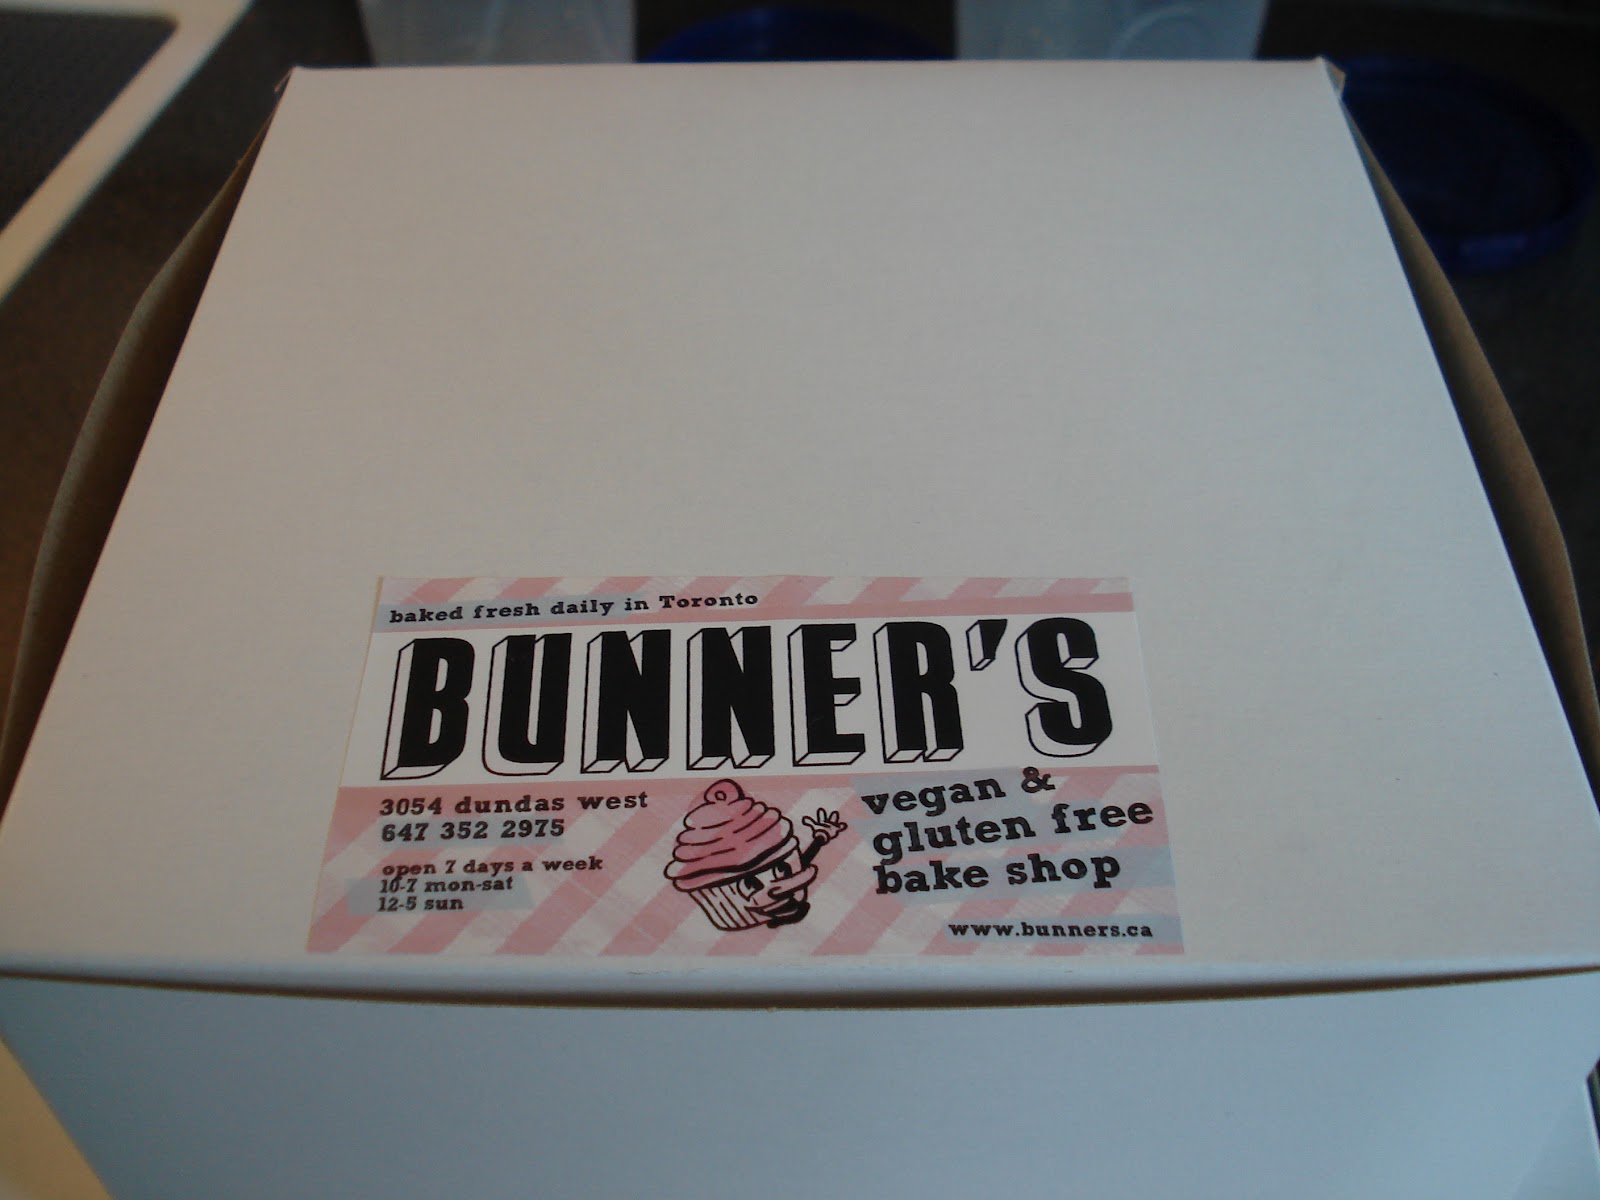 baked fresh daily in Toronto
BUNNER'S
3054 dundas west
647 352 2975
open 7 days a week
10-7 mon-sat
12-5 sun
vegan &
gluten free
bake shop
www.bunners.ca